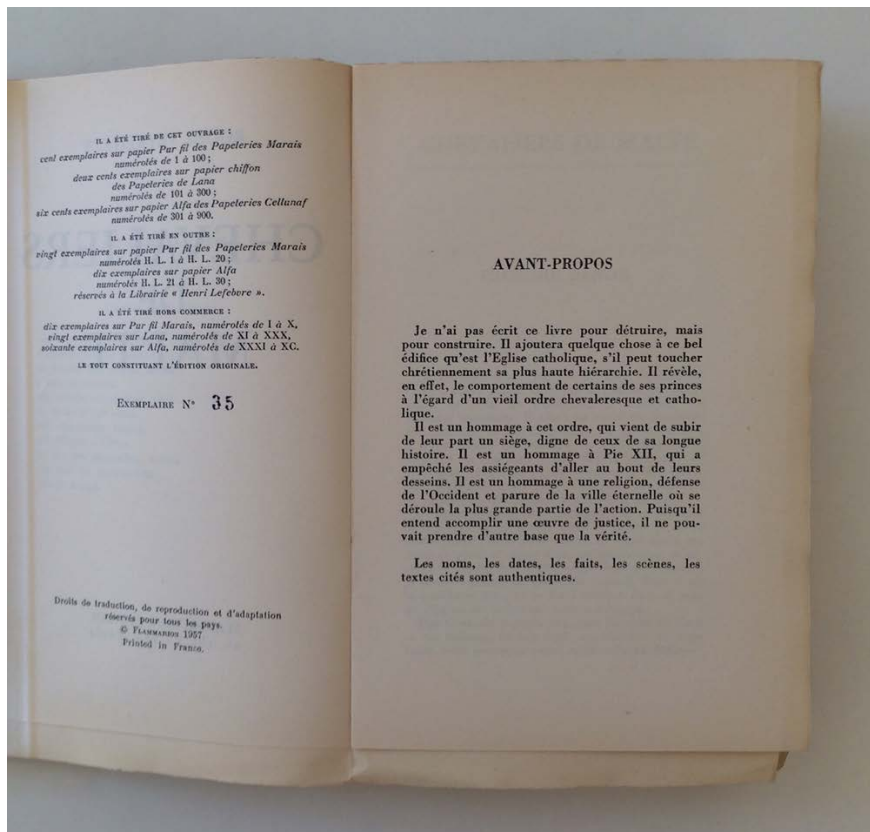 IL A ÉTÉ TIRÉ DE CET OUVRAGE :
cent exemplaires sur papier Pur fil des Papeteries Marais
numérotés de 1 à 100 ;
deux cents exemplaires sur papier chiffon
des Papeteries de Lana
numérotés de 101 à 300 ;
six cents exemplaires sur papier Alfa des Papeteries Cellunaf
numérotés de 301 à 900.
IL A ÉTÉ TIRÉ EN OUTRE :
vingt exemplaires sur papier Pur fil des Papeteries Marais
numérotés H. L. 1 à H. L. 20 ;
dix exemplaires sur papier Alfa
numérotés H. L. 21 à H. L. 30 ;
réservés à la Librairie « Henri Lefebvre ».
IL A ÉTÉ TIRÉ HORS COMMERCE :
dix exemplaires sur Pur fil Marais, numérotés de I à X,
vingt exemplaires sur Lana, numérotés de XI à XXX,
soixante exemplaires sur Alfa, numérotés de XXXI à XC.
LE TOUT CONSTITUANT L'ÉDITION ORIGINALE.
EXEMPLAIRE N° 35
Droits de traduction, de reproduction et d'adaptation
réservés pour tous les pays.
© FLAMMARION 1957
Printed in France.
AVANT-PROPOS
Je n'ai pas écrit ce livre pour détruire, mais
pour construire. Il ajoutera quelque chose à ce bel
édifice qu'est l'Eglise catholique, s'il peut toucher
chrétiennement sa plus haute hiérarchie. Il révèle,
en effet, le comportement de certains de ses princes
à l'égard d'un vieil ordre chevaleresque et catho-
lique.
Il est un hommage à cet ordre, qui vient de subir
de leur part un siège, digne de ceux de sa longue
histoire. Il est un hommage à Pie XII, qui a
empêché les assiégeants d'aller au bout de leurs
desseins. Il est un hommage à une religion, défense
de l'Occident et parure de la ville éternelle où se
déroule la plus grande partie de l'action. Puisqu'il
entend accomplir une œuvre de justice, il ne pou-
vait prendre d'autre base que la vérité.
Les noms, les dates, les faits, les scènes, les
textes cités sont authentiques.